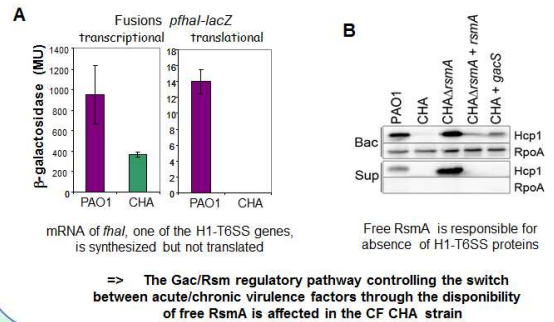 A
Fusions pfhaI-lacZ
transcriptional
translational
β-galactosidase (MU)
1400
1200
1000
800
600
400
200
0
PAO1 CHA
18
16
14
12
10
8
6
4
2
0
PAO1 CHA
mRNA of fhaI, one of the H1-T6SS genes,
is synthesized but not translated
B
PAO1
CHA
CHAΔrsmA
CHAΔrsmA + rsmA
CHA + gacS
Bac
Hcp1
RpoA
Sup
Hcp1
RpoA
Free RsmA is responsible for
absence of H1-T6SS proteins
=> The Gac/Rsm regulatory pathway controlling the switch
between acute/chronic virulence factors through the disponibility
of free RsmA is affected in the CF CHA strain